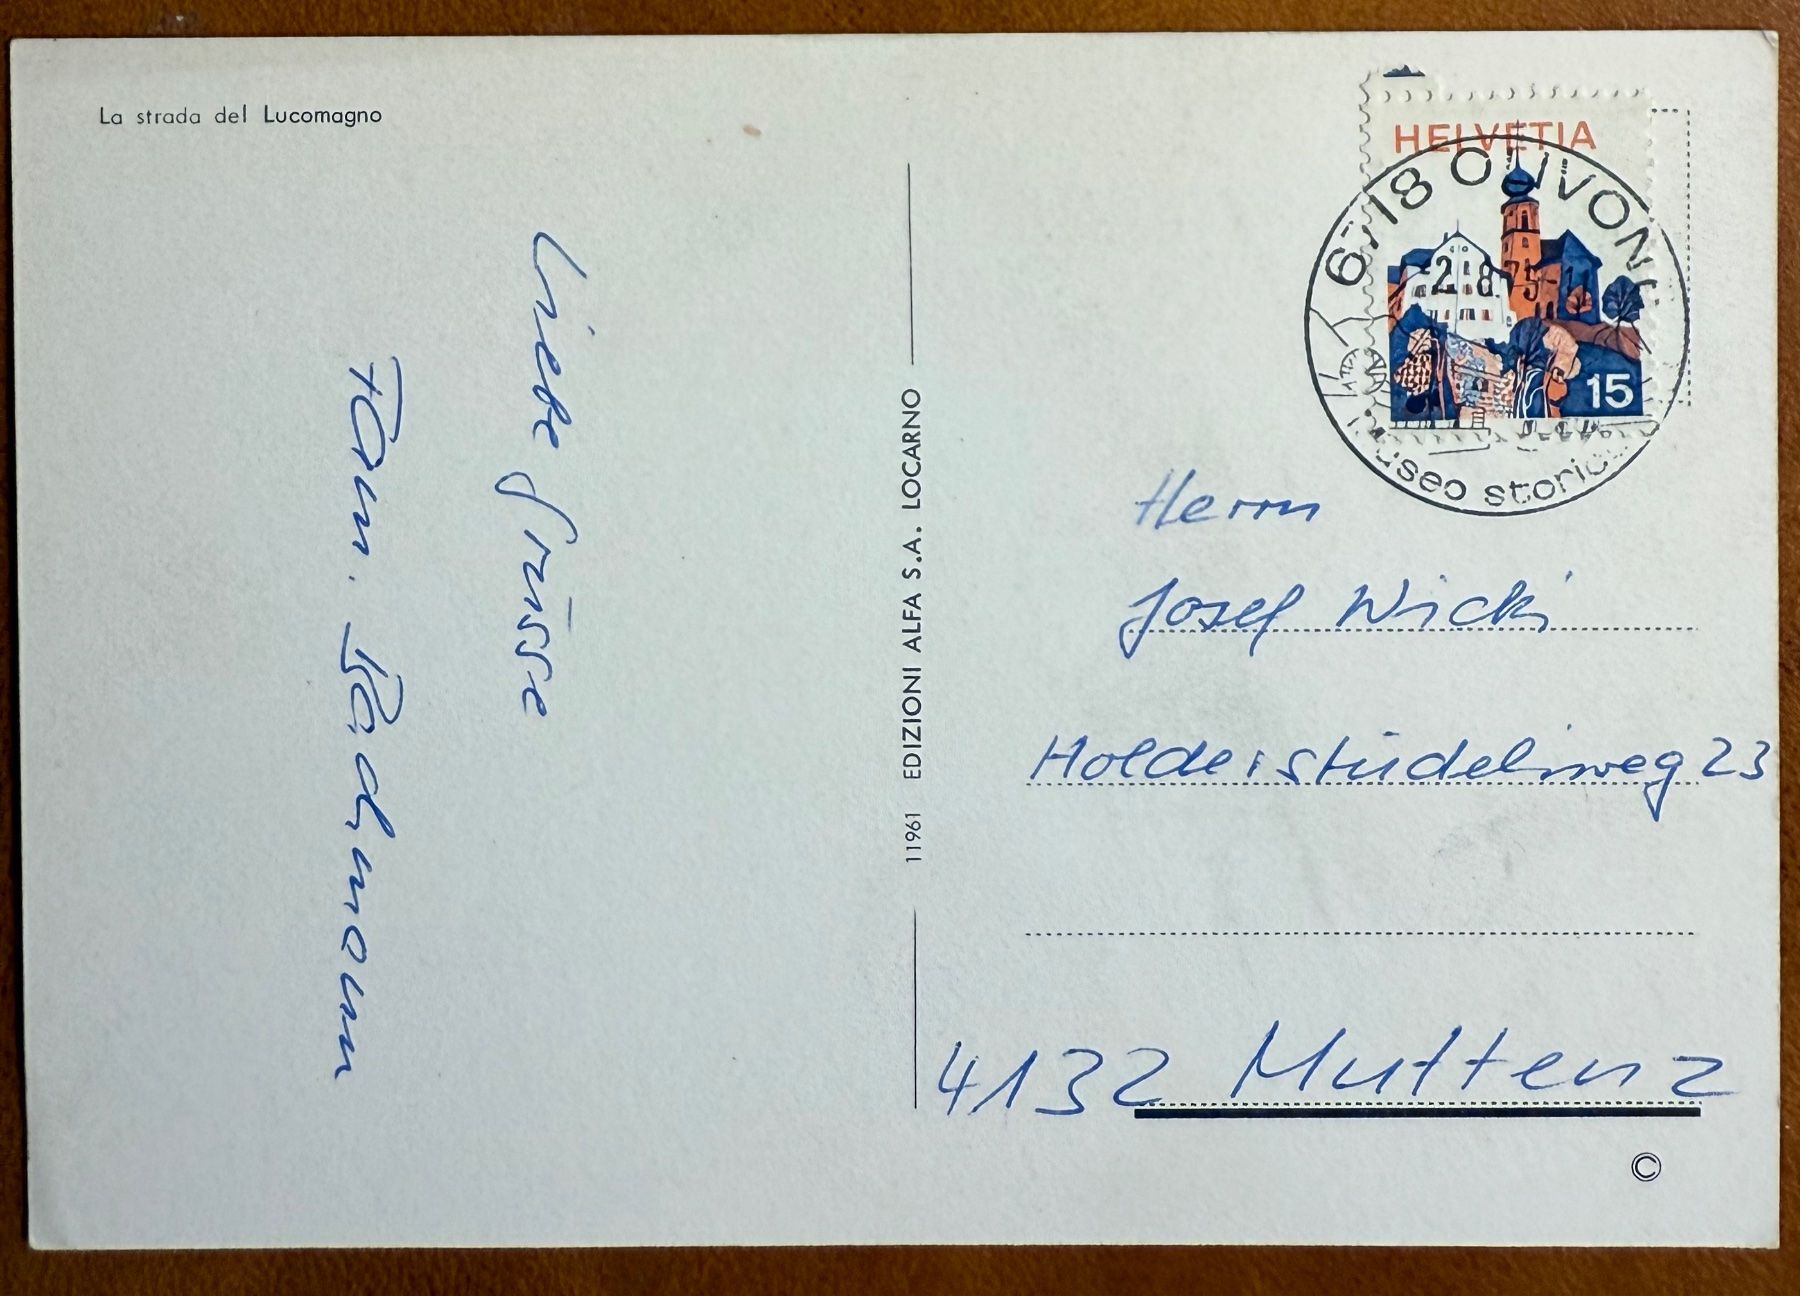 La strada del Lucomagno
Liebe Grüsse
Fam. Bachmann
11961 EDIZIONI ALFA S.A. LOCARNO
HELVETIA
15
6718 OLIVONE
-2.8.75-11
Museo storico
Herrn
Josef Wicki
Holderstüdeliweg 23
4132 Muttenz
©